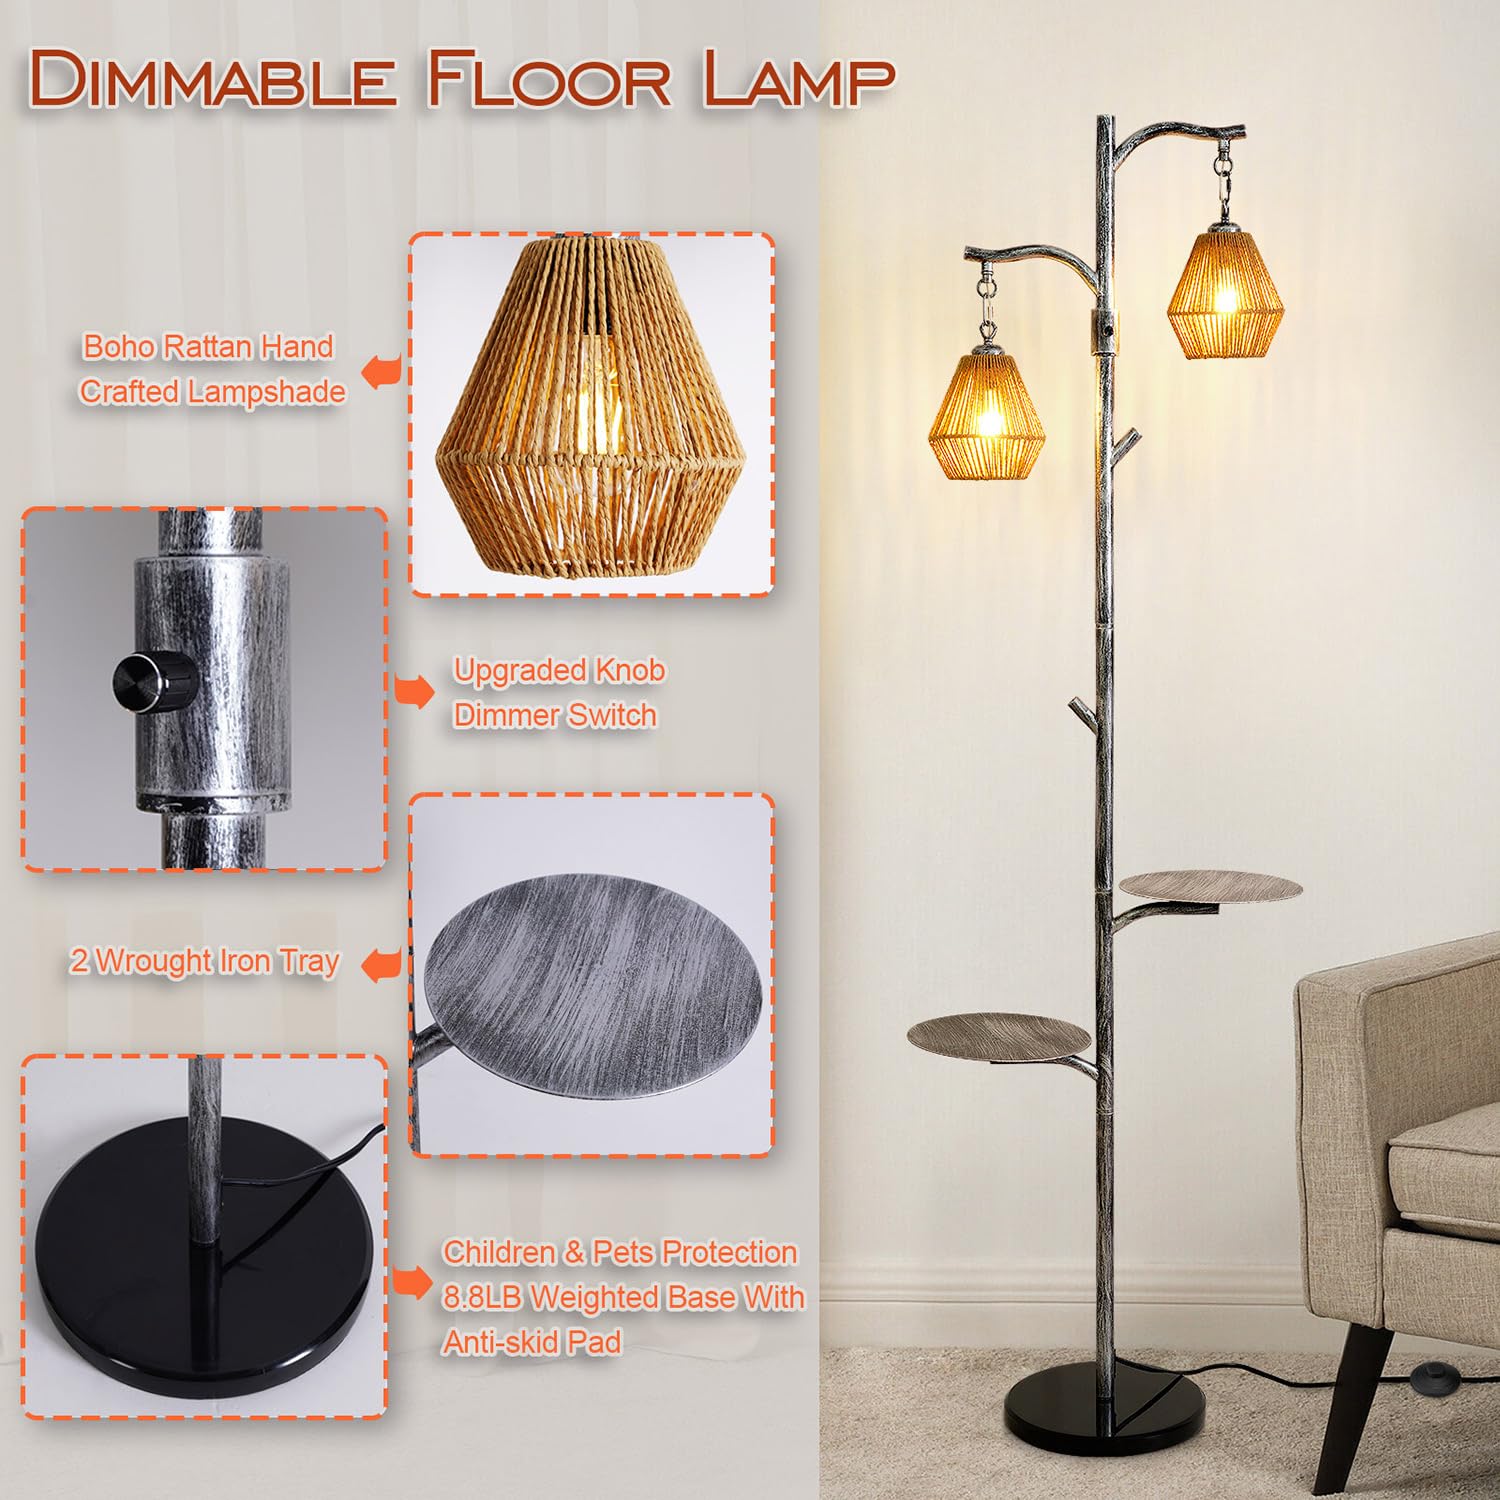 DIMMABLE FLOOR LAMP
Boho Rattan Hand
Crafted Lampshade
Upgraded Knob
Dimmer Switch
2 Wrought Iron Tray
Children & Pets Protection
8.8LB Weighted Base With
Anti-skid Pad